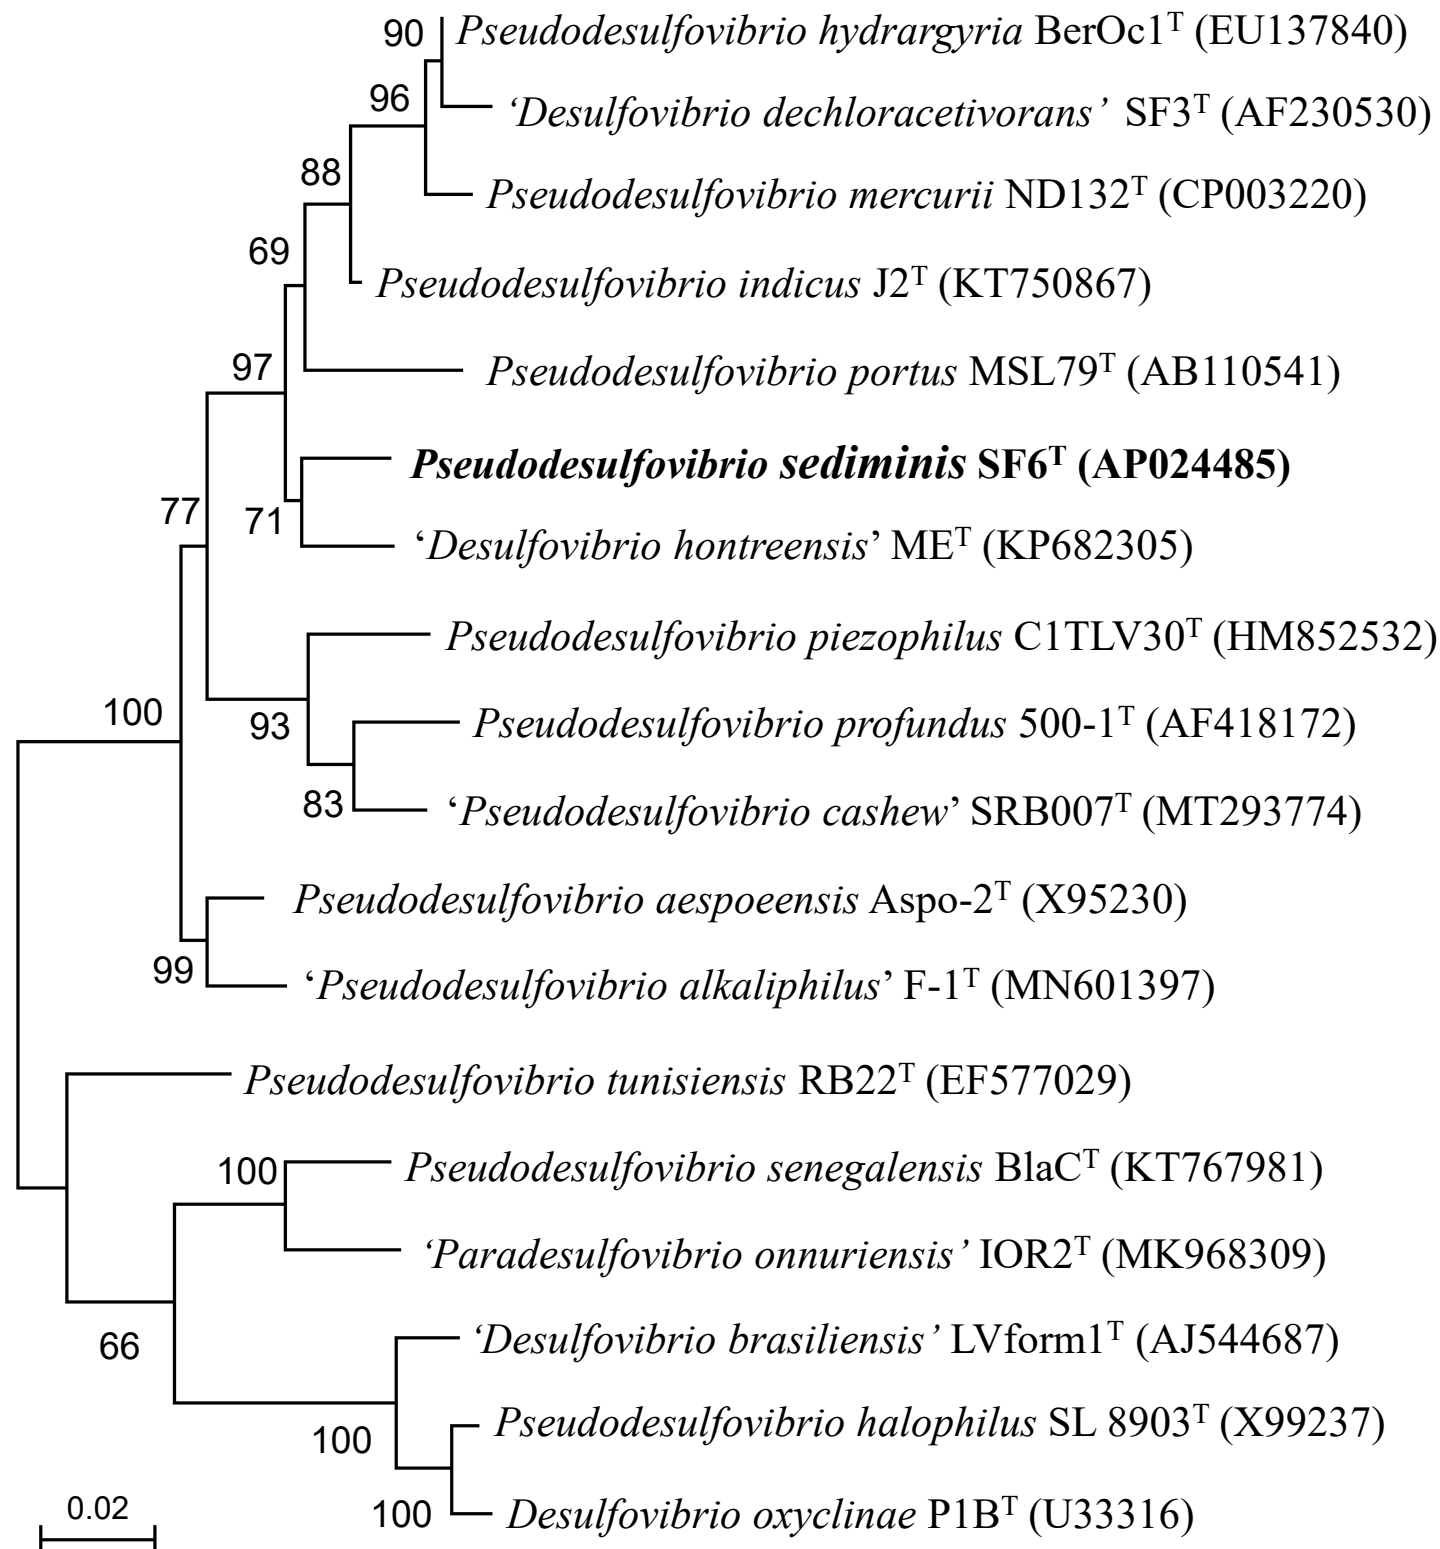 90 Pseudodesulfovibrio hydrargyria BerOc1ᵀ (EU137840)
96 ‘Desulfovibrio dechloracetivorans’ SF3ᵀ (AF230530)
88 Pseudodesulfovibrio mercurii ND132ᵀ (CP003220)
69 Pseudodesulfovibrio indicus J2ᵀ (KT750867)
97 Pseudodesulfovibrio portus MSL79ᵀ (AB110541)
Pseudodesulfovibrio sediminis SF6ᵀ (AP024485)
77
71 ‘Desulfovibrio hontreensis’ MEᵀ (KP682305)
Pseudodesulfovibrio piezophilus C1TLV30ᵀ (HM852532)
100
93 Pseudodesulfovibrio profundus 500-1ᵀ (AF418172)
83 ‘Pseudodesulfovibrio cashew’ SRB007ᵀ (MT293774)
Pseudodesulfovibrio aespoeensis Aspo-2ᵀ (X95230)
99 ‘Pseudodesulfovibrio alkaliphilus’ F-1ᵀ (MN601397)
Pseudodesulfovibrio tunisiensis RB22ᵀ (EF577029)
100 Pseudodesulfovibrio senegalensis BlaCᵀ (KT767981)
‘Paradesulfovibrio onnuriensis’ IOR2ᵀ (MK968309)
66 ‘Desulfovibrio brasiliensis’ LVform1ᵀ (AJ544687)
100 Pseudodesulfovibrio halophilus SL 8903ᵀ (X99237)
100 Desulfovibrio oxyclinae P1Bᵀ (U33316)
0.02